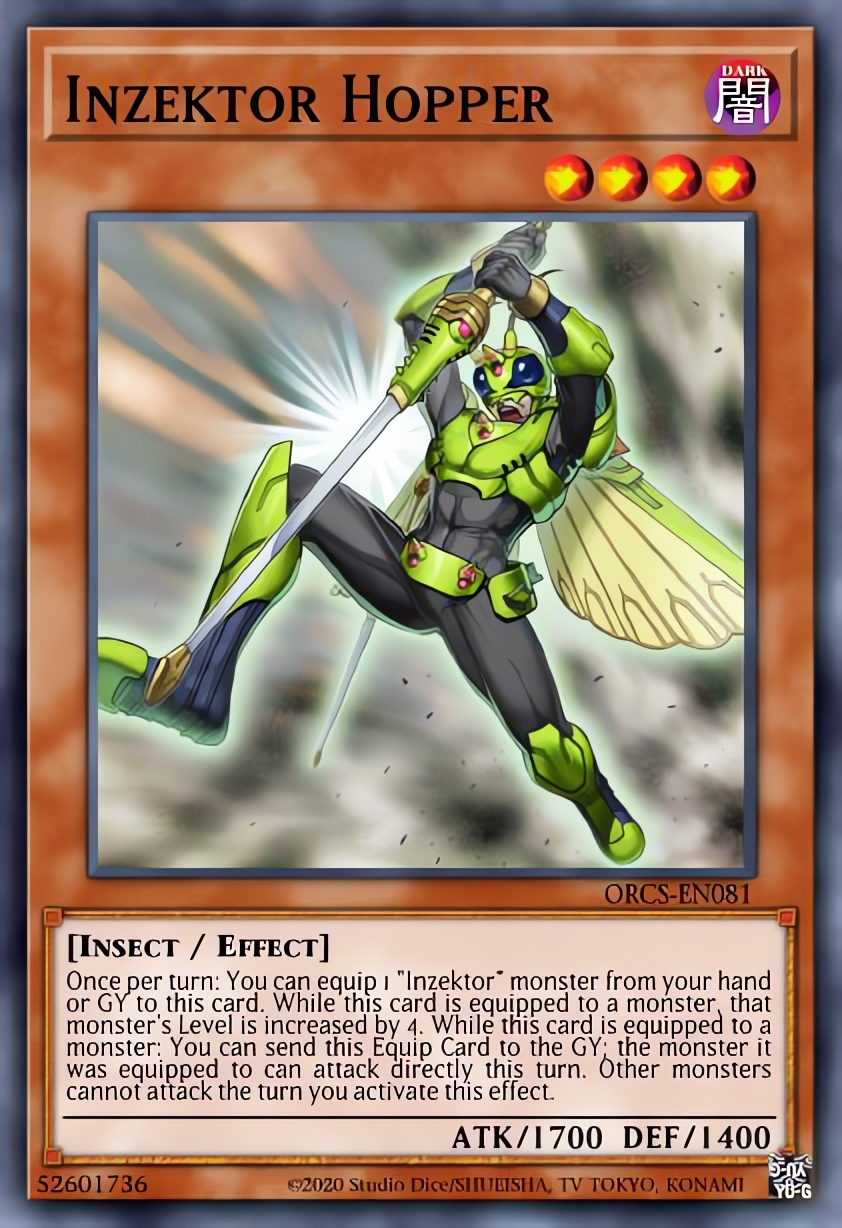 Inzektor Hopper
DARK
闇
ORCS-EN081
[Insect / Effect]
Once per turn: You can equip 1 "Inzektor" monster from your hand
or GY to this card. While this card is equipped to a monster, that
monster's Level is increased by 4. While this card is equipped to a
monster: You can send this Equip Card to the GY; the monster it
was equipped to can attack directly this turn. Other monsters
cannot attack the turn you activate this effect.
ATK/1700 DEF/1400
52601736
©2020 Studio Dice/SHUEISHA, TV TOKYO, KONAMI